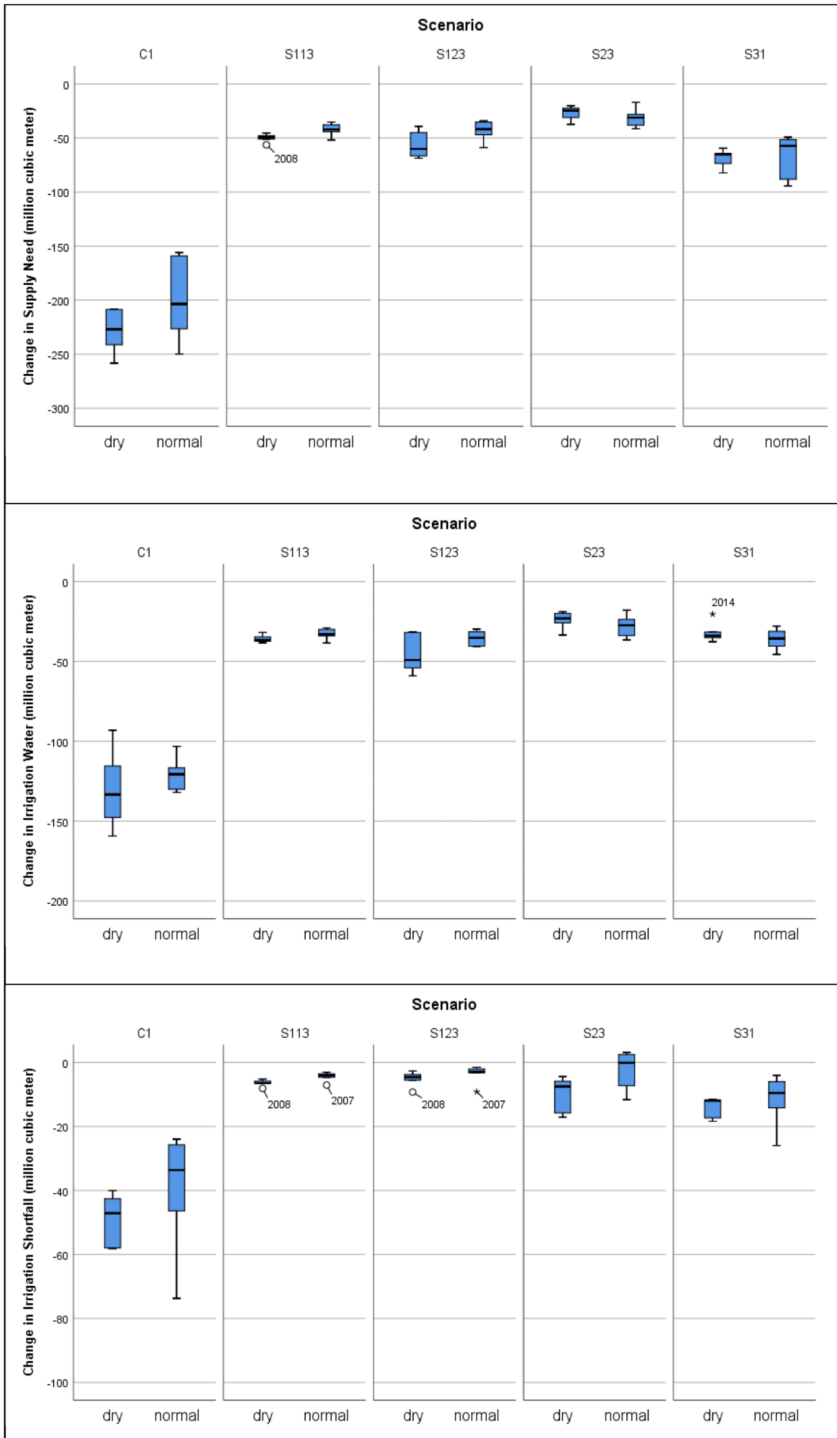 Scenario
C1 S113 S123 S23 S31
Change in Supply Need (million cubic meter)
0
-50
-100
-150
-200
-250
-300
2008
dry normal dry normal dry normal dry normal dry normal
Scenario
C1 S113 S123 S23 S31
Change in Irrigation Water (million cubic meter)
0
-50
-100
-150
-200
2014
dry normal dry normal dry normal dry normal dry normal
Scenario
C1 S113 S123 S23 S31
Change in Irrigation Shortfall (million cubic meter)
0
-20
-40
-60
-80
-100
2008 2007 2008 2007
dry normal dry normal dry normal dry normal dry normal